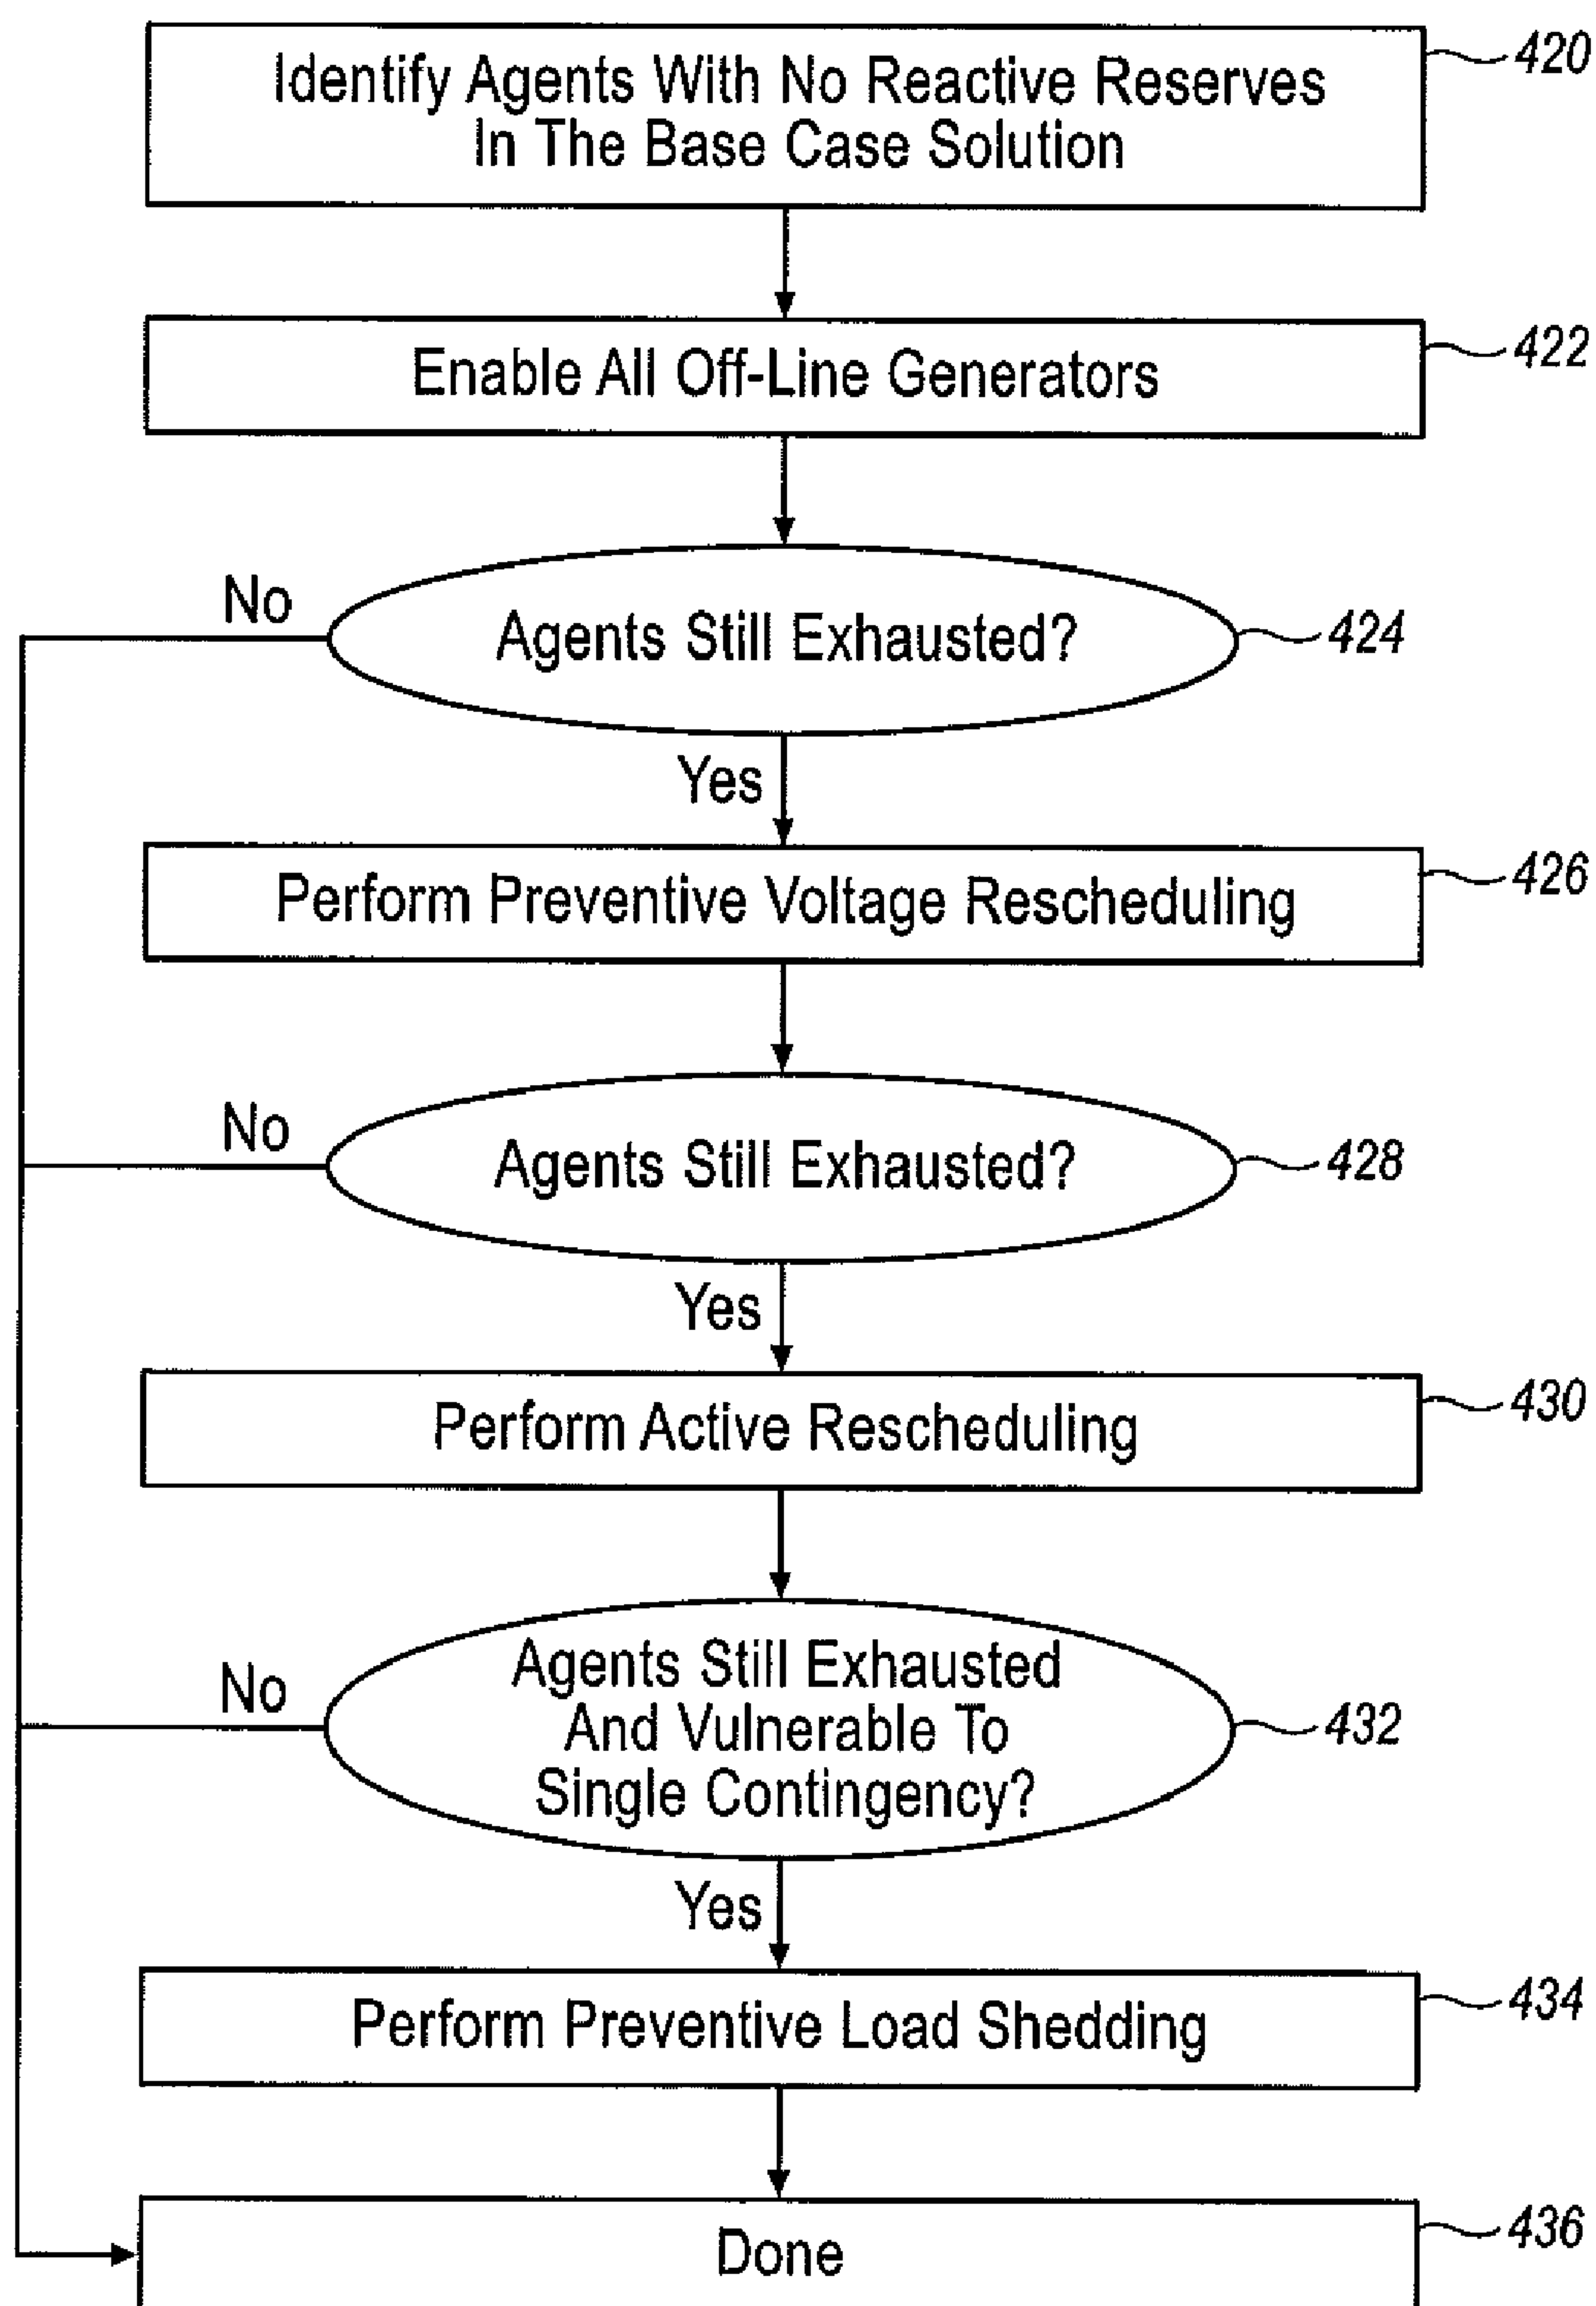 Identify Agents With No Reactive Reserves
In The Base Case Solution
420
Enable All Off-Line Generators
422
No
Agents Still Exhausted?
424
Yes
Perform Preventive Voltage Rescheduling
426
No
Agents Still Exhausted?
428
Yes
Perform Active Rescheduling
430
No
Agents Still Exhausted
And Vulnerable To
Single Contingency?
432
Yes
Perform Preventive Load Shedding
434
Done
436